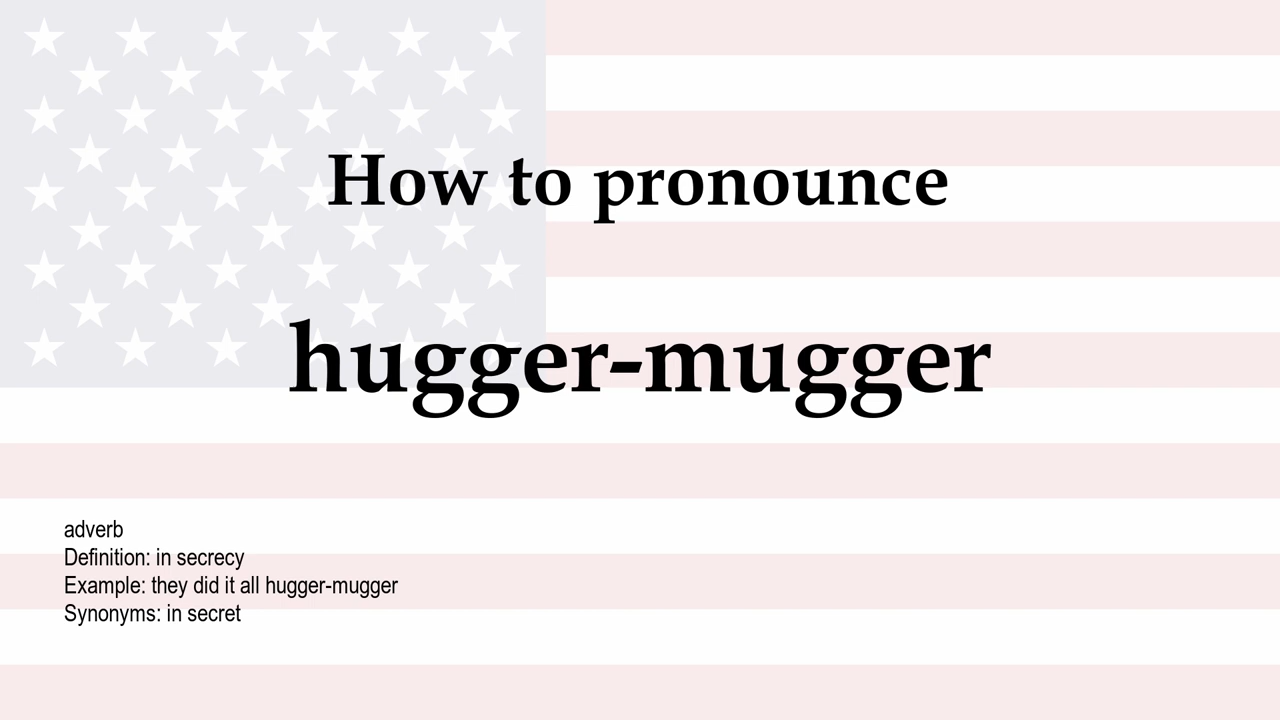 How to pronounce
hugger-mugger
adverb
Definition: in secrecy
Example: they did it all hugger-mugger
Synonyms: in secret